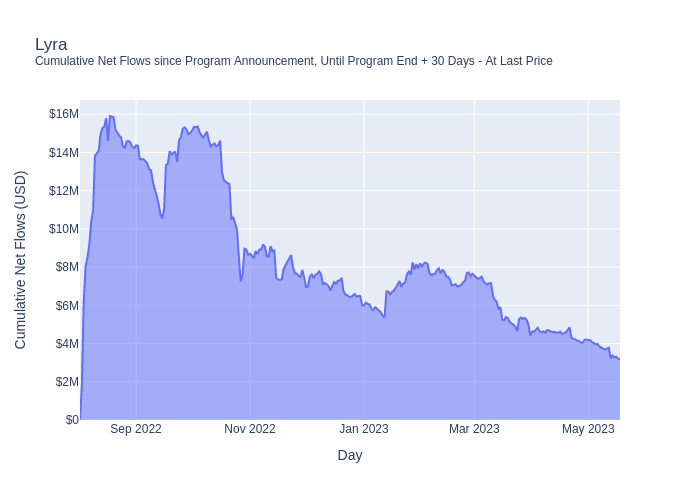 Lyra
Cumulative Net Flows since Program Announcement, Until Program End + 30 Days - At Last Price
Cumulative Net Flows (USD)
$16M
$14M
$12M
$10M
$8M
$6M
$4M
$2M
$0
Sep 2022
Nov 2022
Jan 2023
Mar 2023
May 2023
Day